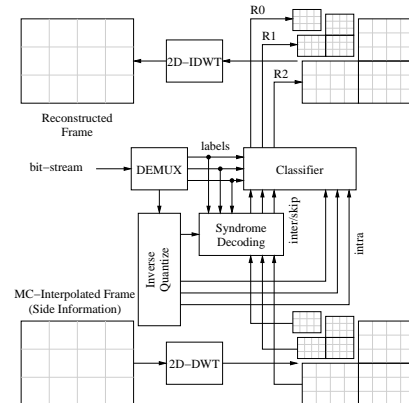 R0
R1
R2
2D-IDWT
Reconstructed
Frame
labels
bit-stream
DEMUX
Classifier
Syndrome
Decoding
inter/skip
intra
Inverse
Quantize
MC-Interpolated Frame
(Side Information)
2D-DWT